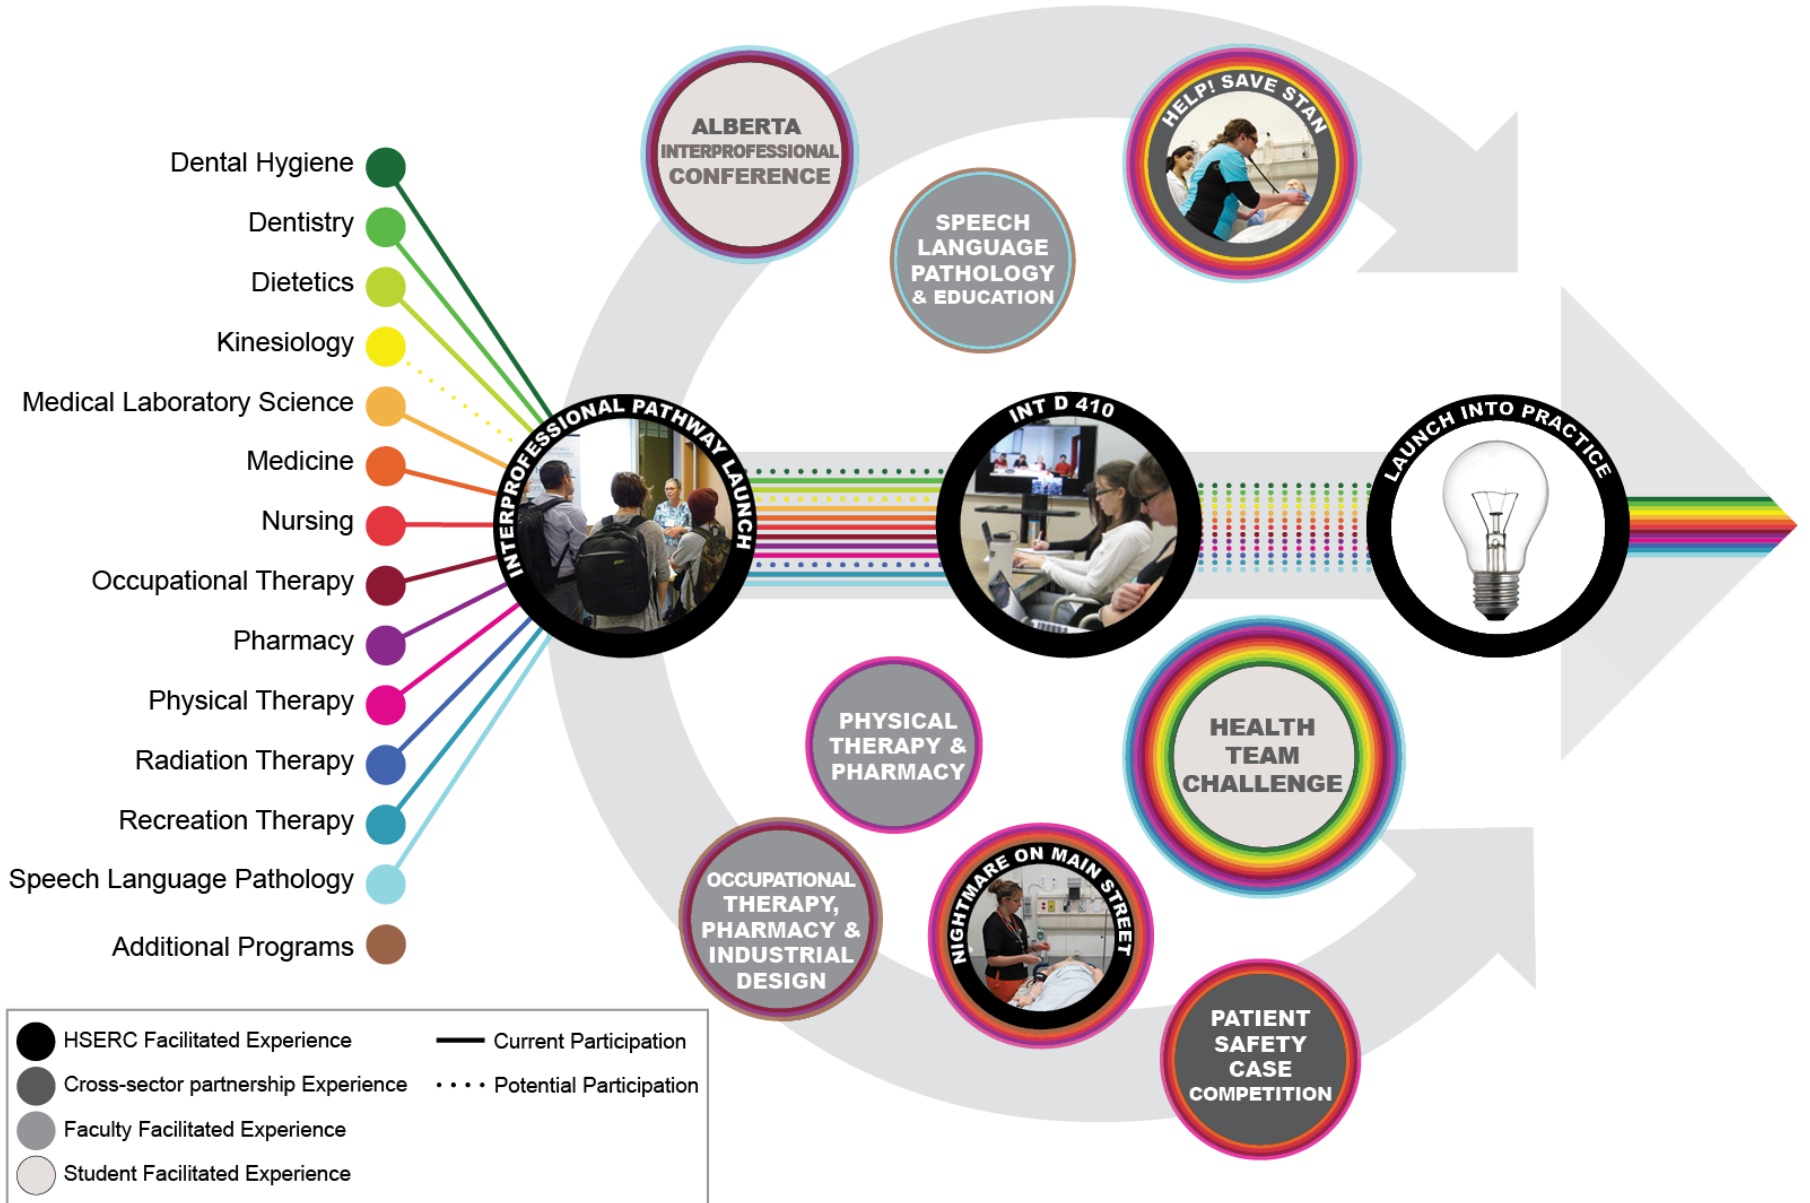 Dental Hygiene
Dentistry
Dietetics
Kinesiology
Medical Laboratory Science
Medicine
Nursing
Occupational Therapy
Pharmacy
Physical Therapy
Radiation Therapy
Recreation Therapy
Speech Language Pathology
Additional Programs
INTERPROFESSIONAL PATHWAY LAUNCH
ALBERTA
INTERPROFESSIONAL
CONFERENCE
SPEECH
LANGUAGE
PATHOLOGY
& EDUCATION
HELP! SAVE STAN
INT D 410
LAUNCH INTO PRACTICE
PHYSICAL
THERAPY &
PHARMACY
HEALTH
TEAM
CHALLENGE
OCCUPATIONAL
THERAPY,
PHARMACY &
INDUSTRIAL
DESIGN
NIGHTMARE ON MAIN STREET
PATIENT
SAFETY
CASE
COMPETITION
HSERC Facilitated Experience
Cross-sector partnership Experience
Faculty Facilitated Experience
Student Facilitated Experience
Current Participation
Potential Participation